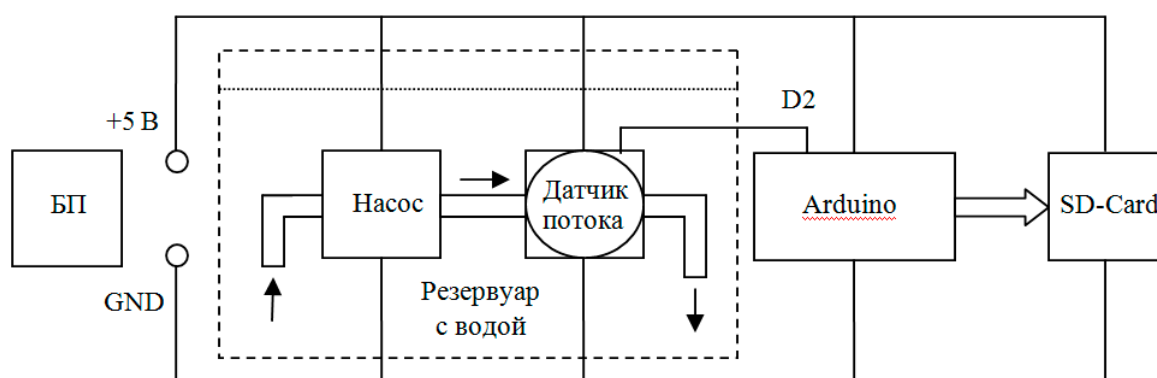 D2
+5 В
БП
Насос
Датчик
потока
Arduino
SD-Card
GND
Резервуар
с водой